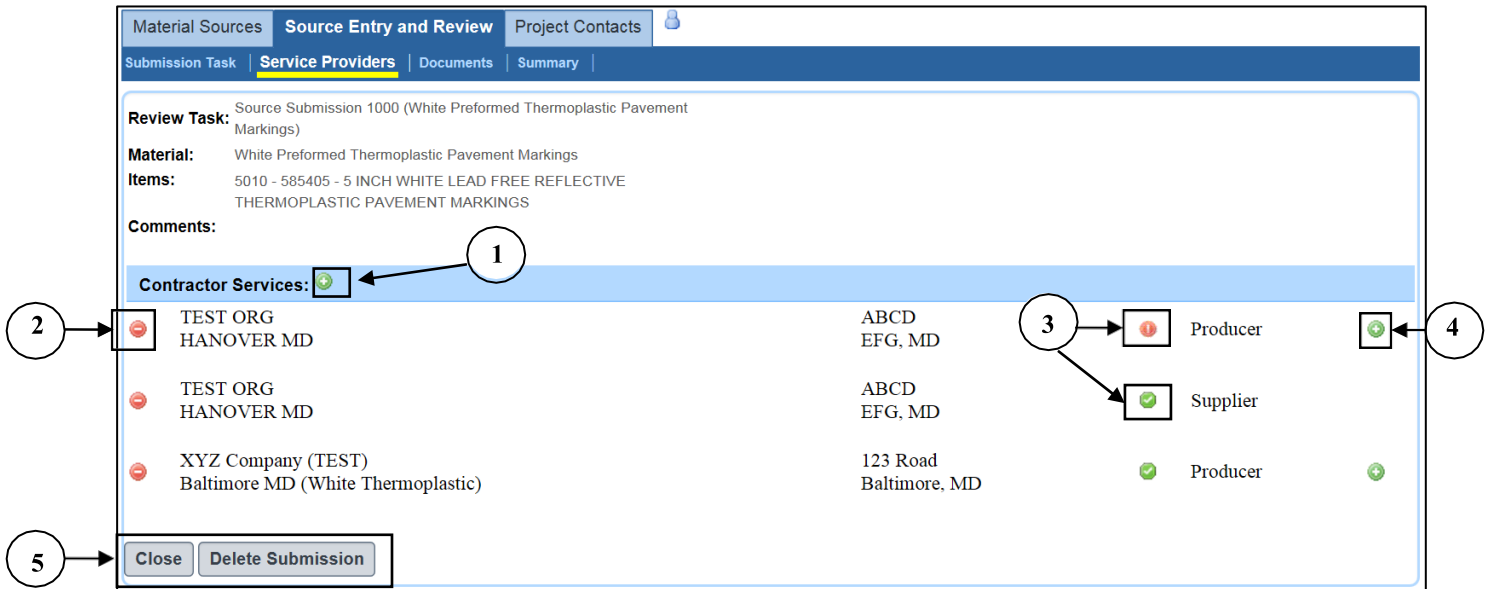 Material Sources Source Entry and Review Project Contacts
Submission Task Service Providers Documents Summary
Review Task: Source Submission 1000 (White Preformed Thermoplastic Pavement
Markings)
Material: White Preformed Thermoplastic Pavement Markings
Items: 5010 - 585405 - 5 INCH WHITE LEAD FREE REFLECTIVE
THERMOPLASTIC PAVEMENT MARKINGS
Comments:
1
Contractor Services:
2
TEST ORG
HANOVER MD
ABCD
EFG, MD
3
Producer
4
TEST ORG
HANOVER MD
ABCD
EFG, MD
Supplier
XYZ Company (TEST)
Baltimore MD (White Thermoplastic)
123 Road
Baltimore, MD
Producer
5
Close Delete Submission